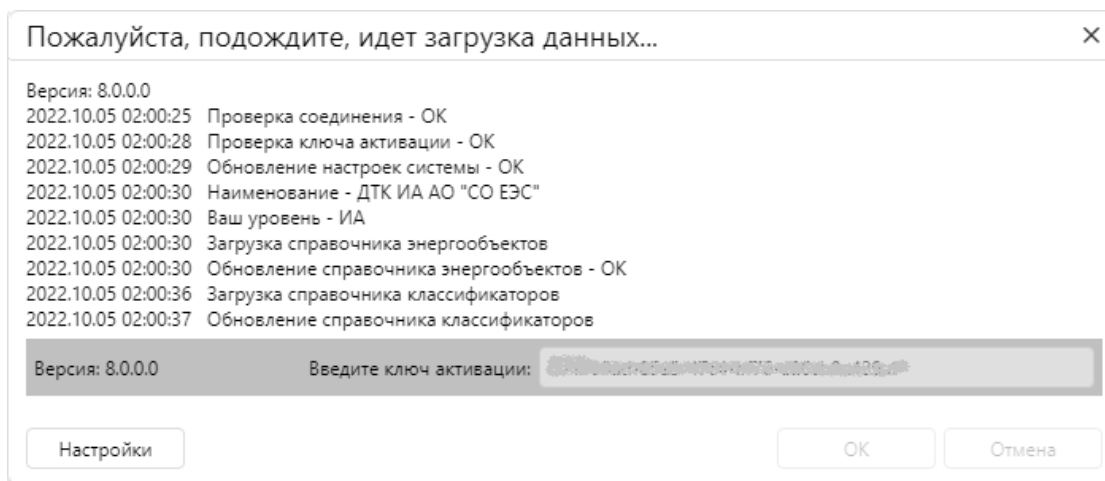 Пожалуйста, подождите, идет загрузка данных...
Версия: 8.0.0.0
2022.10.05 02:00:25 Проверка соединения - ОК
2022.10.05 02:00:28 Проверка ключа активации - ОК
2022.10.05 02:00:29 Обновление настроек системы - ОК
2022.10.05 02:00:30 Наименование - ДТК ИА АО "СО ЕЭС"
2022.10.05 02:00:30 Ваш уровень - ИА
2022.10.05 02:00:30 Загрузка справочника энергообъектов
2022.10.05 02:00:30 Обновление справочника энергообъектов - ОК
2022.10.05 02:00:36 Загрузка справочника классификаторов
2022.10.05 02:00:37 Обновление справочника классификаторов
Версия: 8.0.0.0 Введите ключ активации:
Настройки ОК Отмена